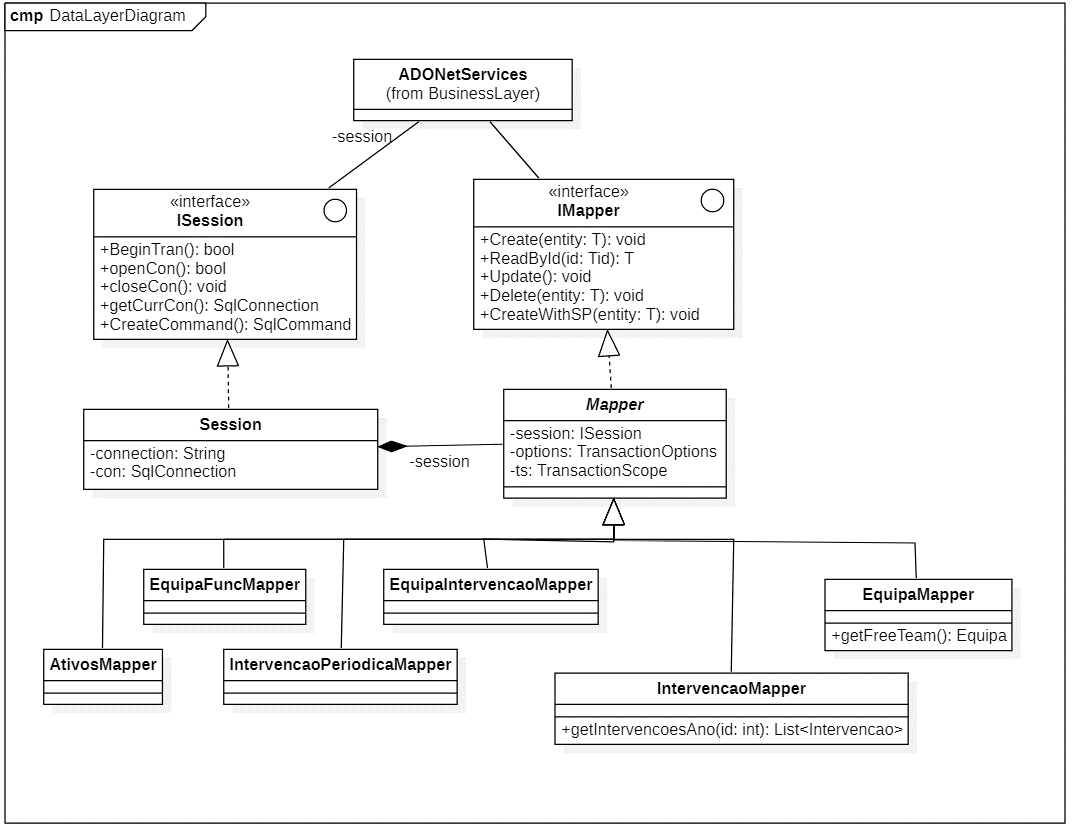 cmp DataLayerDiagram
ADONetServices
(from BusinessLayer)
-session
«interface»
ISession
+BeginTran(): bool
+openCon(): bool
+closeCon(): void
+getCurrCon(): SqlConnection
+CreateCommand(): SqlCommand
«interface»
IMapper
+Create(entity: T): void
+ReadById(id: Tid): T
+Update(): void
+Delete(entity: T): void
+CreateWithSP(entity: T): void
Session
-connection: String
-con: SqlConnection
-session
Mapper
-session: ISession
-options: TransactionOptions
-ts: TransactionScope
EquipaFuncMapper
EquipaIntervencaoMapper
EquipaMapper
+getFreeTeam(): Equipa
AtivosMapper
IntervencaoPeriodicaMapper
IntervencaoMapper
+getIntervencoesAno(id: int): List<Intervencao>